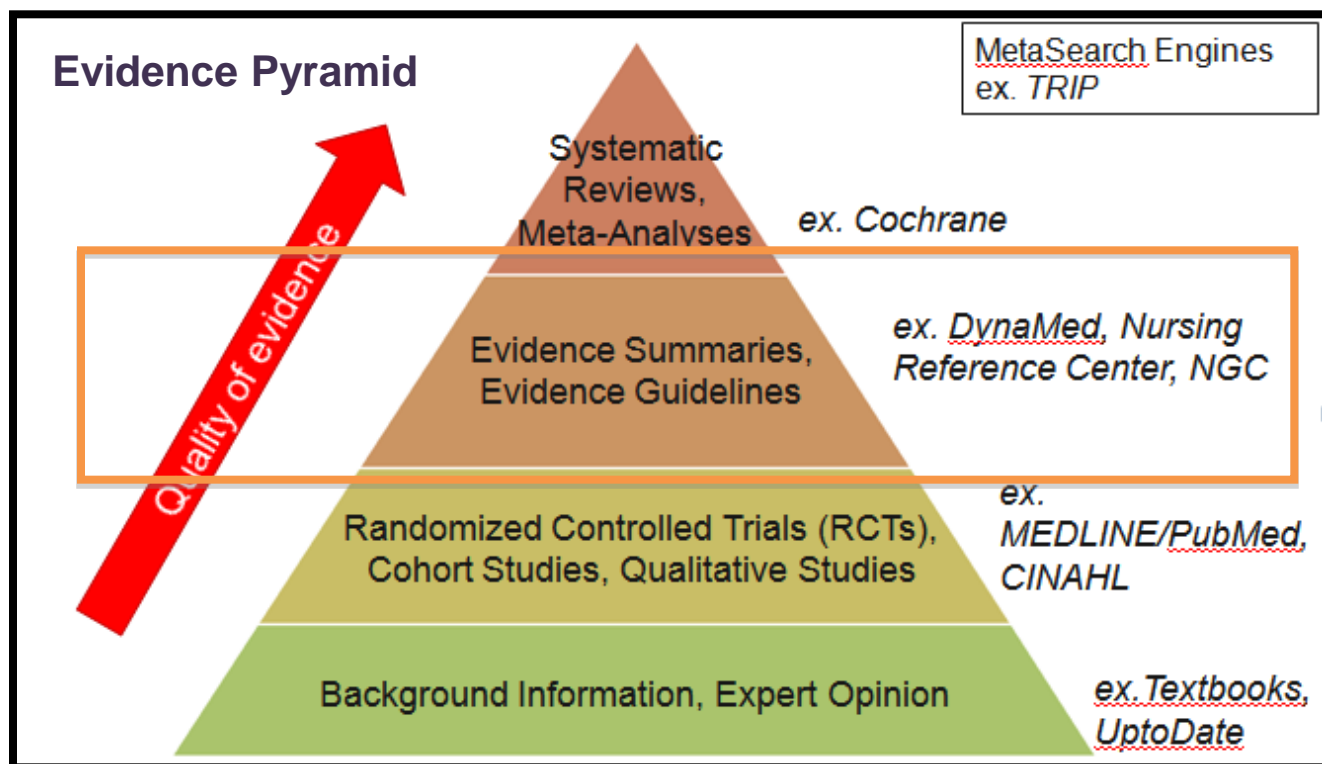 Evidence Pyramid
MetaSearch Engines
ex. TRIP
Quality of evidence
Systematic
Reviews,
Meta-Analyses
ex. Cochrane
Evidence Summaries,
Evidence Guidelines
ex. DynaMed, Nursing
Reference Center, NGC
Randomized Controlled Trials (RCTs),
Cohort Studies, Qualitative Studies
ex.
MEDLINE/PubMed,
CINAHL
Background Information, Expert Opinion
ex.Textbooks,
UptoDate